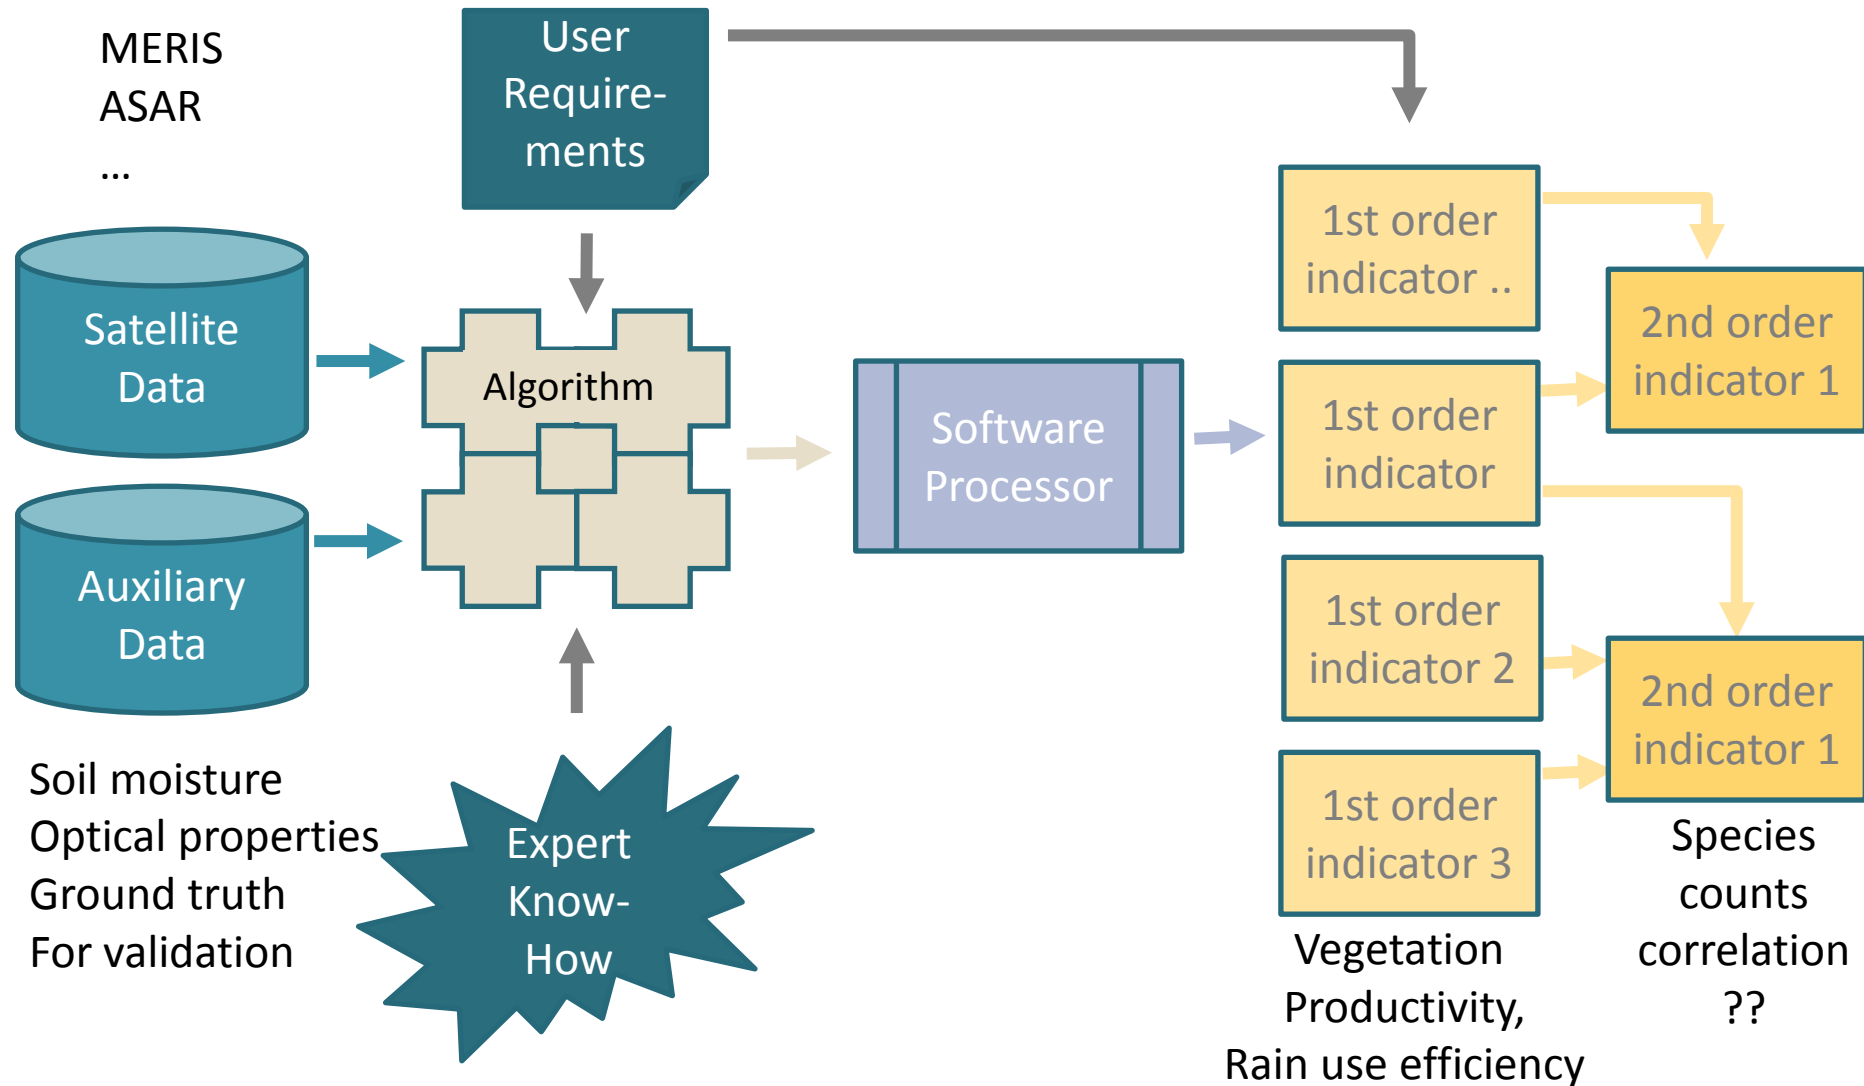 MERIS
ASAR
...
User
Require-
ments
Satellite
Data
Auxiliary
Data
Soil moisture
Optical properties
Ground truth
For validation
Algorithm
Expert
Know-
How
Software
Processor
1st order
indicator ..
1st order
indicator
1st order
indicator 2
1st order
indicator 3
Vegetation
Productivity,
Rain use efficiency
2nd order
indicator 1
2nd order
indicator 1
Species
counts
correlation
??